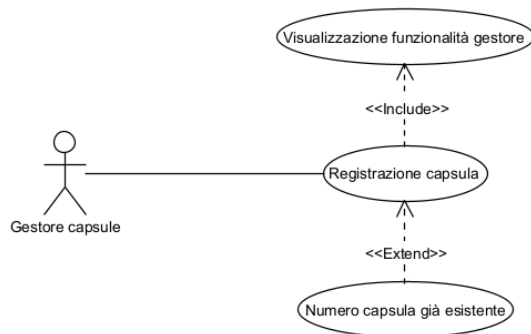 Visualizzazione funzionalità gestore
<<Include>>
Registrazione capsula
Gestore capsule
<<Extend>>
Numero capsula già esistente